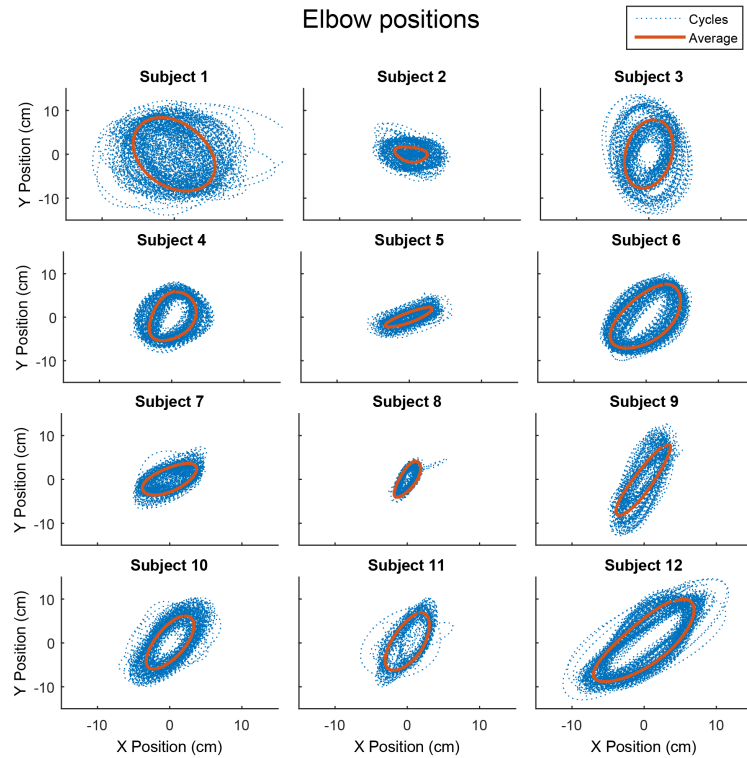 Elbow positions
Cycles
Average
Subject 1
Subject 2
Subject 3
10
0
-10
Y Position (cm)
Subject 4
Subject 5
Subject 6
10
0
-10
Y Position (cm)
Subject 7
Subject 8
Subject 9
10
0
-10
Y Position (cm)
Subject 10
Subject 11
Subject 12
10
0
-10
Y Position (cm)
-10 0 10
-10 0 10
-10 0 10
X Position (cm)
X Position (cm)
X Position (cm)